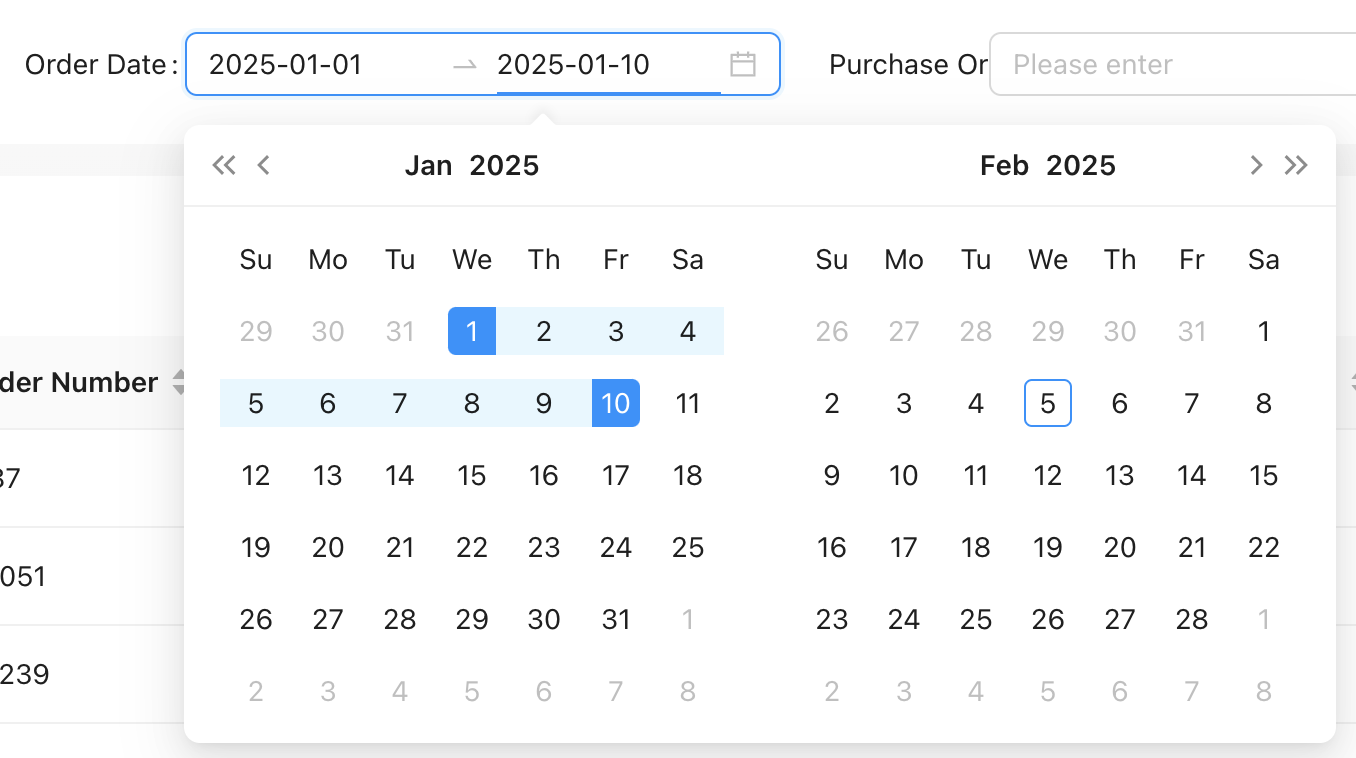 Order Date: 2025-01-01 → 2025-01-10 Purchase Or Please enter
Jan 2025 Feb 2025
Su Mo Tu We Th Fr Sa Su Mo Tu We Th Fr Sa
29 30 31 1 2 3 4 26 27 28 29 30 31 1
der Number 5 6 7 8 9 10 11 2 3 4 5 6 7 8
37 12 13 14 15 16 17 18 9 10 11 12 13 14 15
051 19 20 21 22 23 24 25 16 17 18 19 20 21 22
239 26 27 28 29 30 31 1 23 24 25 26 27 28 1
2 3 4 5 6 7 8 2 3 4 5 6 7 8